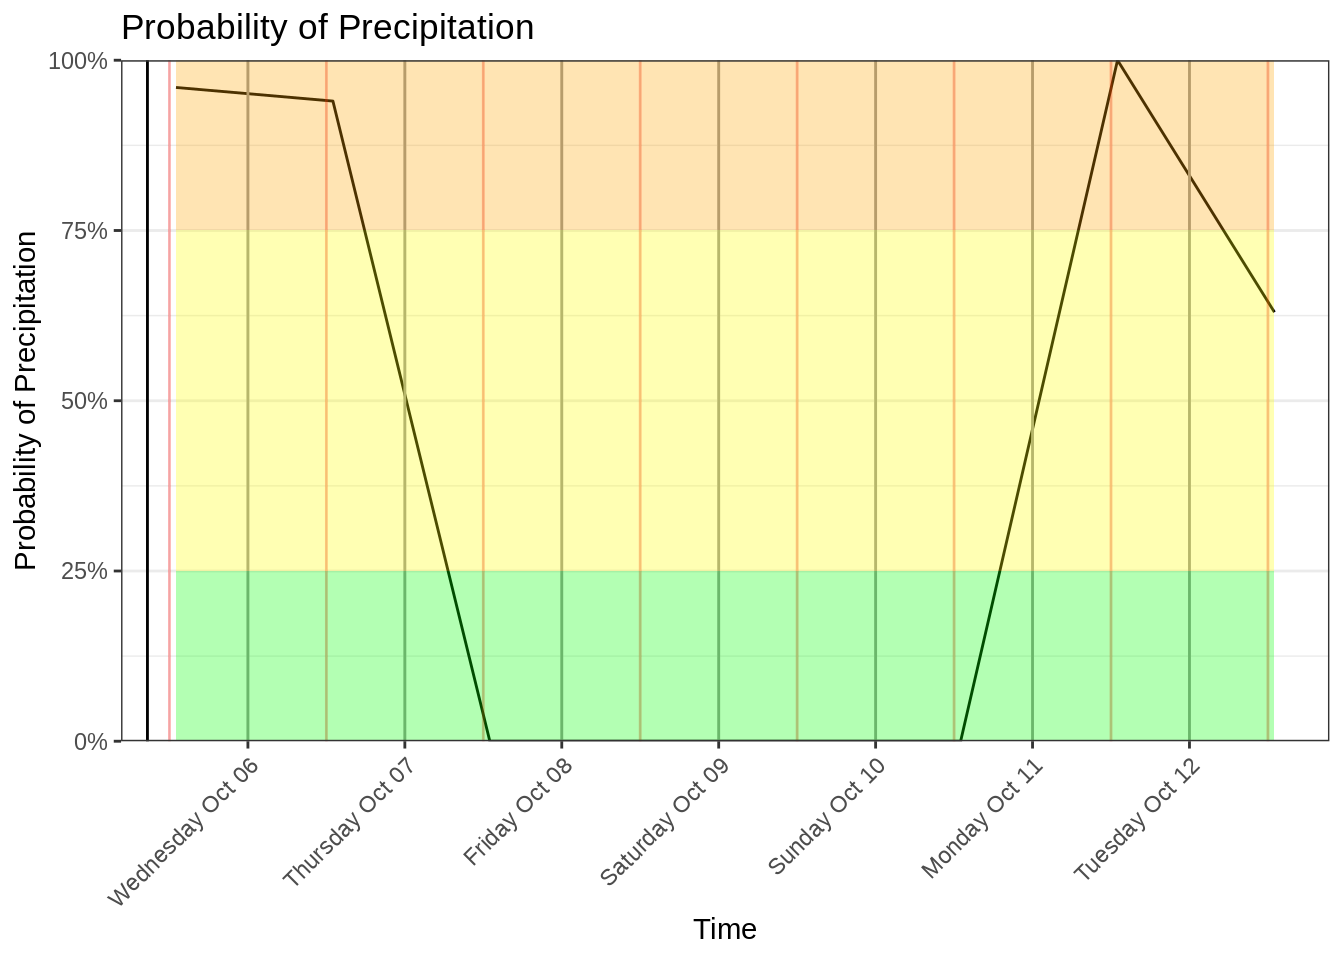 Probability of Precipitation
100%
75%
50%
25%
0%
Probability of Precipitation
Wednesday Oct 06
Thursday Oct 07
Friday Oct 08
Saturday Oct 09
Sunday Oct 10
Monday Oct 11
Tuesday Oct 12
Time